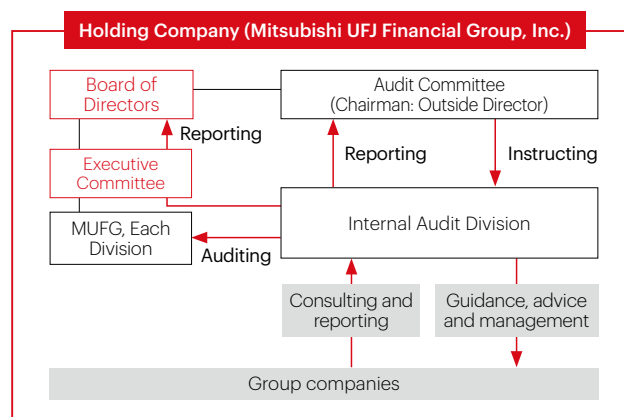 Holding Company (Mitsubishi UFJ Financial Group, Inc.)
Board of
Directors
Audit Committee
(Chairman: Outside Director)
Reporting
Reporting
Instructing
Executive
Committee
MUFG, Each
Division
Internal Audit Division
Auditing
Consulting and
reporting
Guidance, advice
and management
Group companies